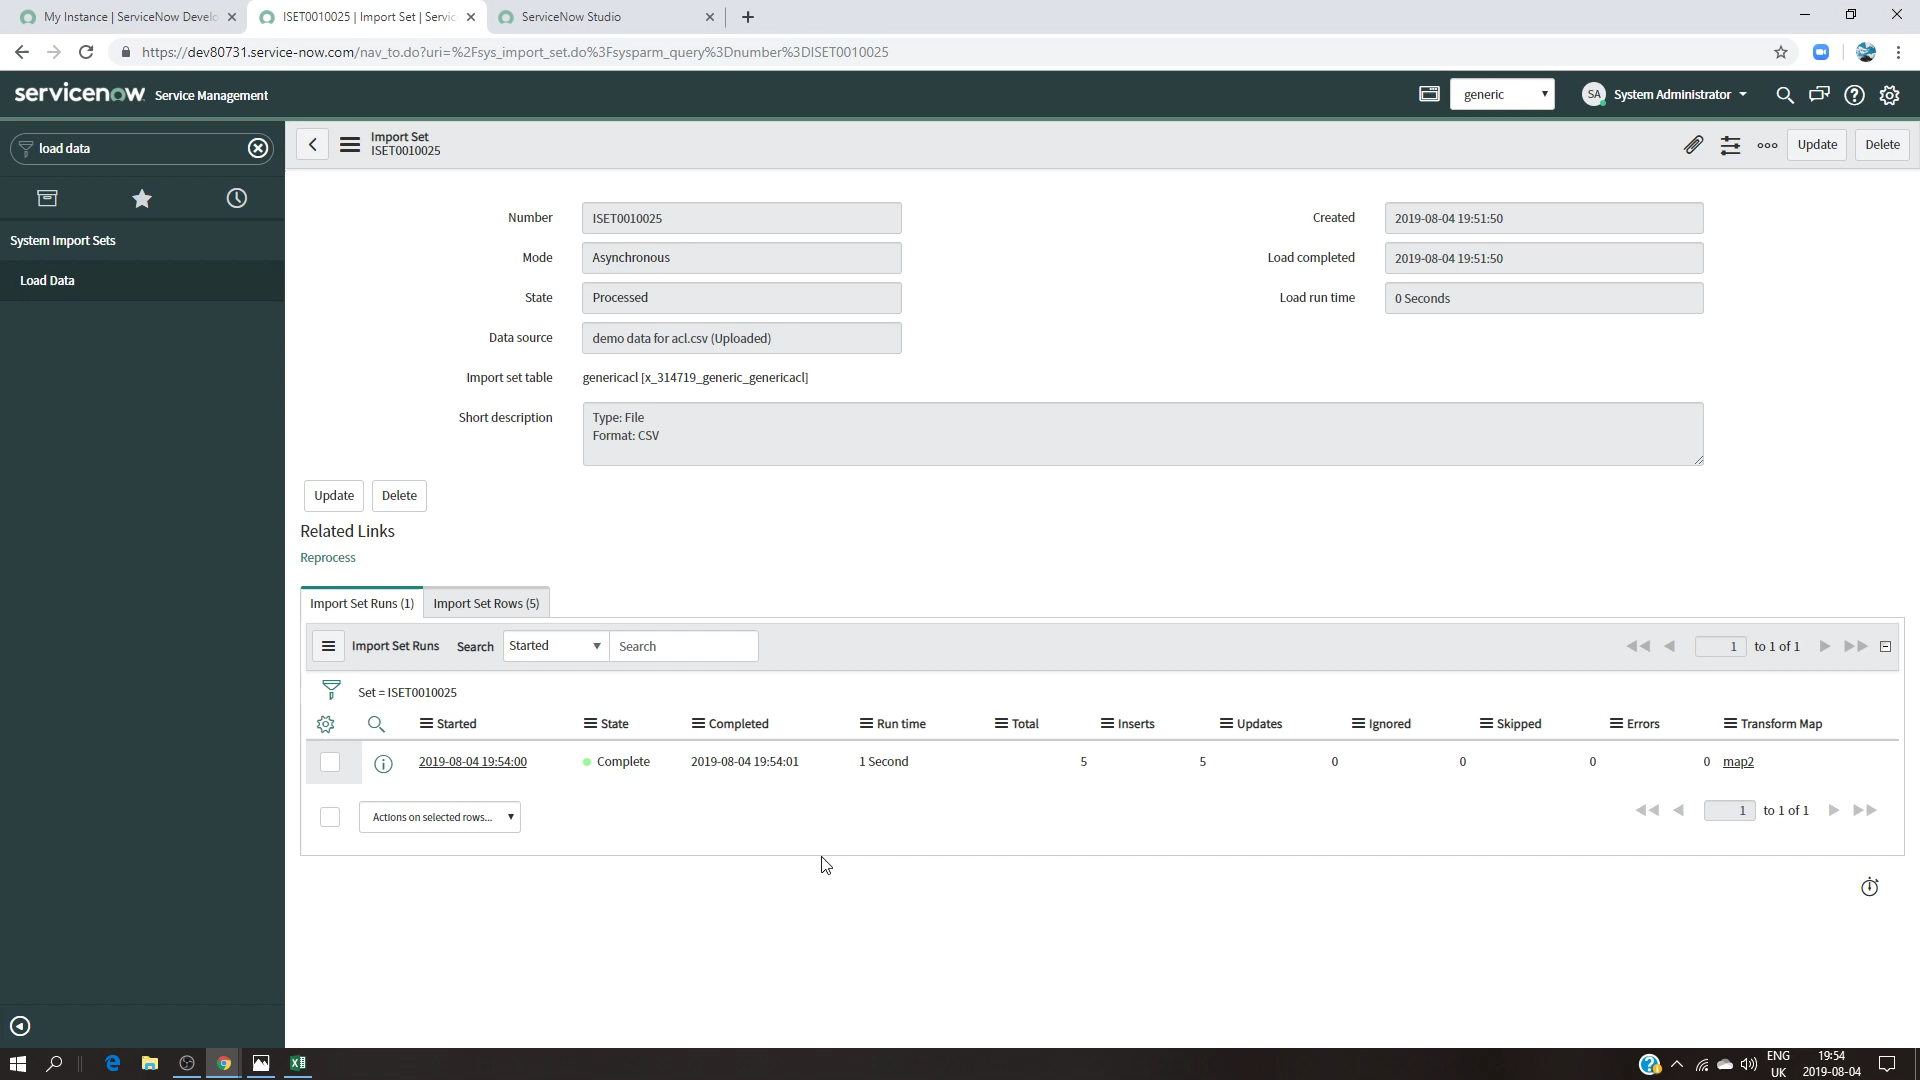 My Instance | ServiceNow Develo
ISET0010025 | Import Set | Servic
ServiceNow Studio
https://dev80731.service-now.com/nav_to.do?uri=%2Fsys_import_set.do%3Fsysparm_query%3Dnumber%3DISET0010025
servicenow Service Management
generic
SA System Administrator
load data
Import Set
ISET0010025
Update
Delete
System Import Sets
Load Data
Number ISET0010025
Created 2019-08-04 19:51:50
Mode Asynchronous
Load completed 2019-08-04 19:51:50
State Processed
Load run time 0 Seconds
Data source demo data for acl.csv (Uploaded)
Import set table genericacl [x_314719_generic_genericacl]
Short description Type: File
Format: CSV
Update Delete
Related Links
Reprocess
Import Set Runs (1) Import Set Rows (5)
Import Set Runs Search Started Search 1 to 1 of 1
Set = ISET0010025
Started State Completed Run time Total Inserts Updates Ignored Skipped Errors Transform Map
2019-08-04 19:54:00 Complete 2019-08-04 19:54:01 1 Second 5 5 0 0 0 0 map2
Actions on selected rows... 1 to 1 of 1
ENG
UK
19:54
2019-08-04